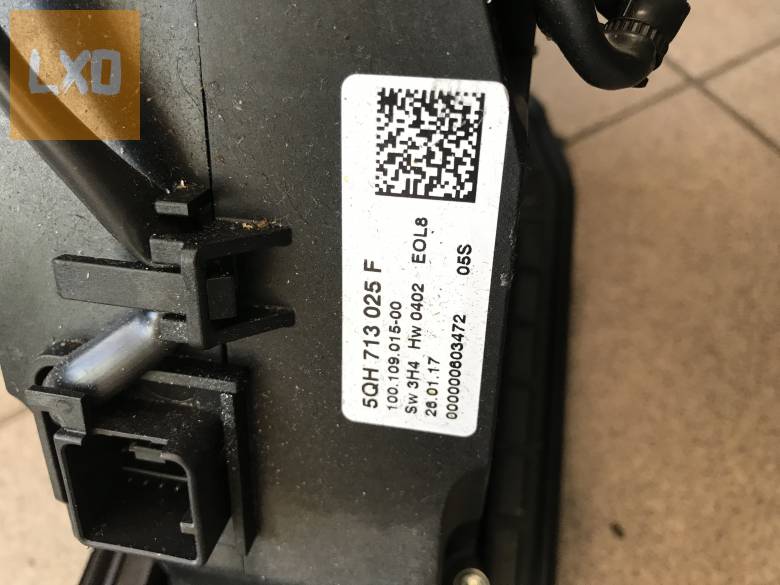 LXO
5QH 713 025 F
100.109.015-00
Sw 3H4 Hw 0402 EOL8
26.01.17
000000603472 05S